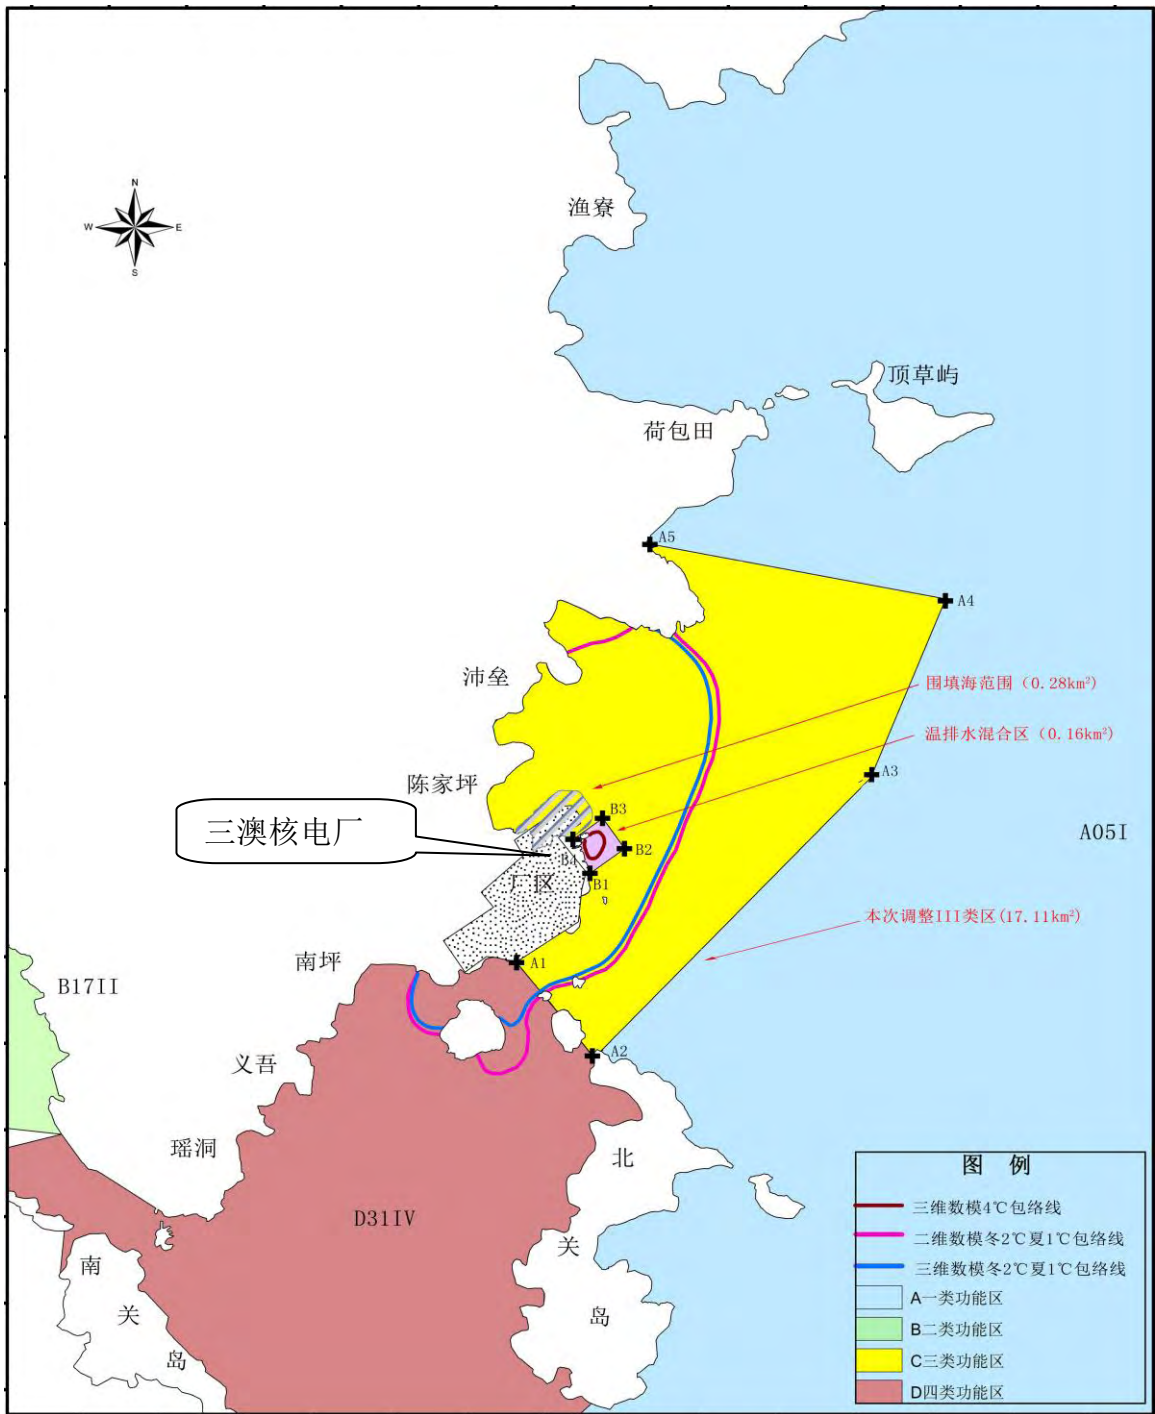 N
W
E
S
渔寮
顶草屿
荷包田
A5
A4
沛垒
围填海范围（0.28km²）
温排水混合区（0.16km²）
A3
陈家坪
三澳核电厂
B3
B4
B2
厂区
B1
A05I
本次调整III类区(17.11km²)
南坪
A1
B17II
义吾
A2
瑶洞
北
关
岛
D31IV
南
关
岛
图 例
三维数模4℃包络线
二维数模冬2℃夏1℃包络线
三维数模冬2℃夏1℃包络线
A一类功能区
B二类功能区
C三类功能区
D四类功能区